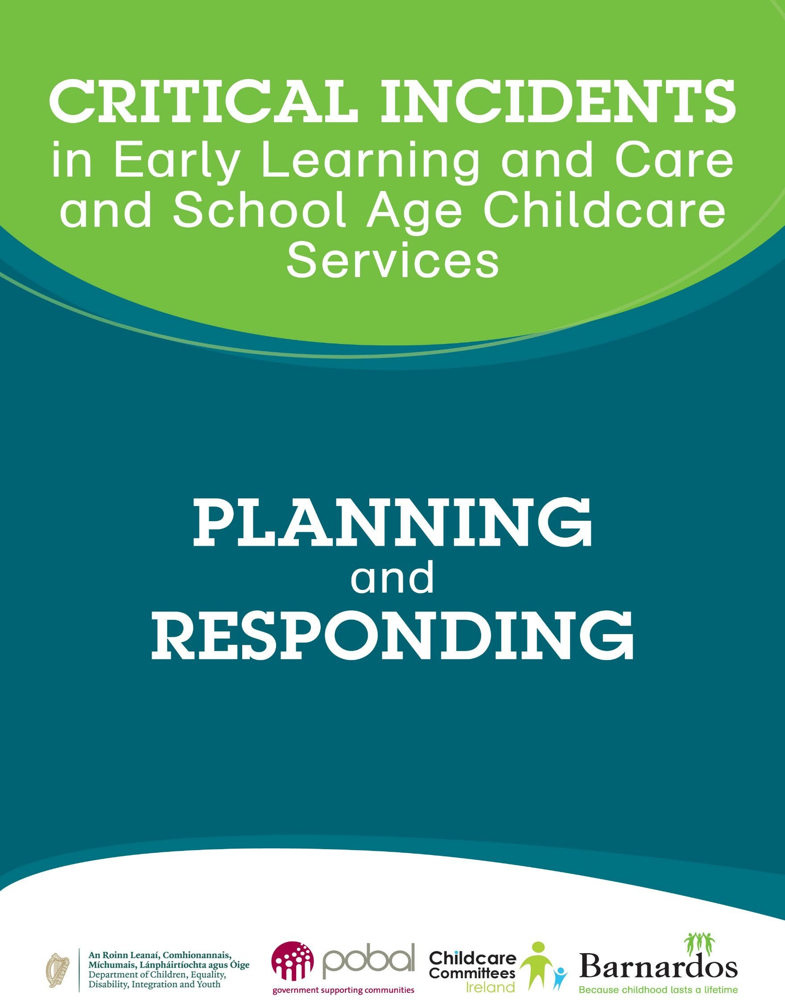 CRITICAL INCIDENTS
in Early Learning and Care
and School Age Childcare
Services
PLANNING
and
RESPONDING
An Roinn Leanaí, Comhionannais,
Míchumais, Lánpháirtíochta agus Óige
Department of Children, Equality,
Disability, Integration and Youth
pobal
government supporting communities
Childcare
Committees
Ireland
Barnardos
Because childhood lasts a lifetime